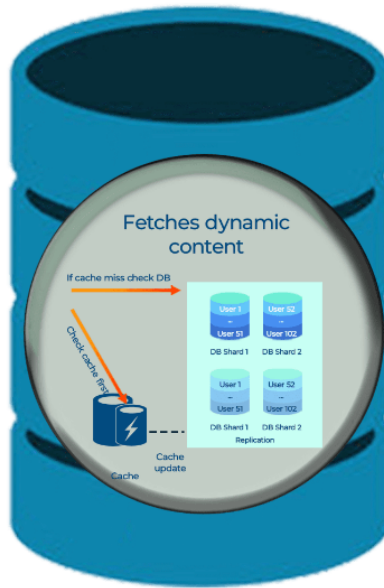 Fetches dynamic
content
If cache miss check DB
Check cache first
User 1
...
User 51
User 52
...
User 102
DB Shard 1
DB Shard 2
User 1
...
User 51
User 52
...
User 102
DB Shard 1
DB Shard 2
Replication
Cache
update
Cache